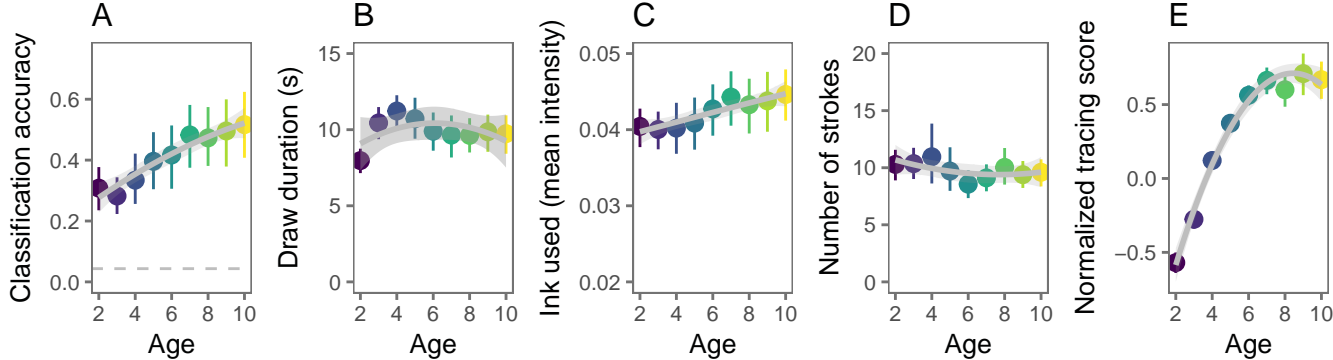 A
Classification accuracy
0.6
0.4
0.2
0.0
2 4 6 8 10
Age
B
Draw duration (s)
15
10
5
0
2 4 6 8 10
Age
C
Ink used (mean intensity)
0.05
0.04
0.03
0.02
2 4 6 8 10
Age
D
Number of strokes
20
15
10
5
0
2 4 6 8 10
Age
E
Normalized tracing score
0.5
0.0
−0.5
2 4 6 8 10
Age